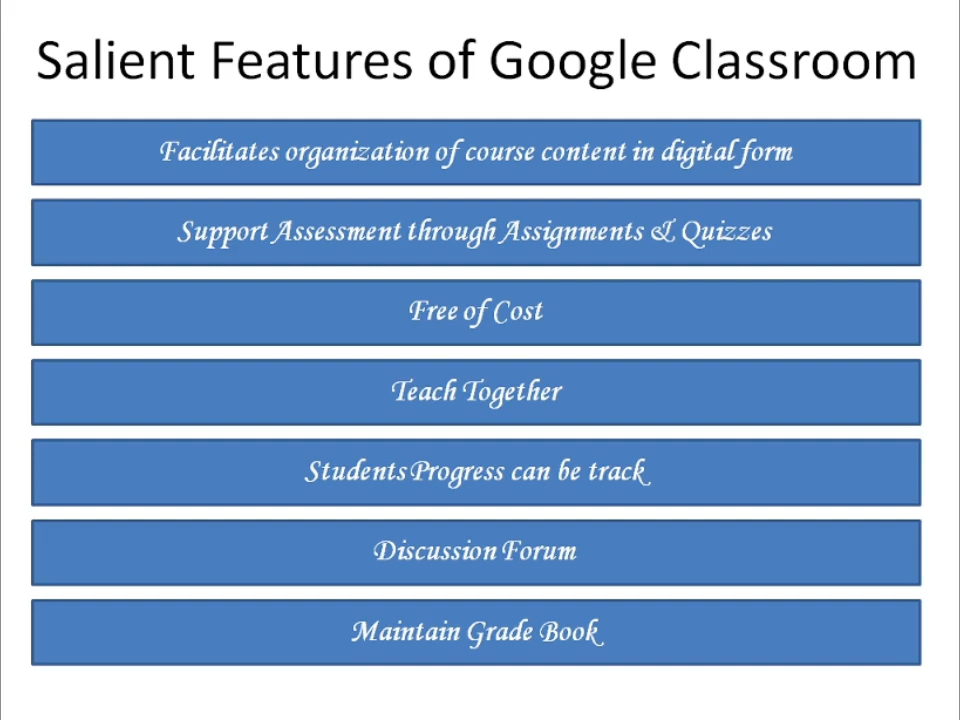 Salient Features of Google Classroom
Facilitates organization of course content in digital form
Support Assessment through Assignments & Quizzes
Free of Cost
Teach Together
Students Progress can be track
Discussion Forum
Maintain Grade Book